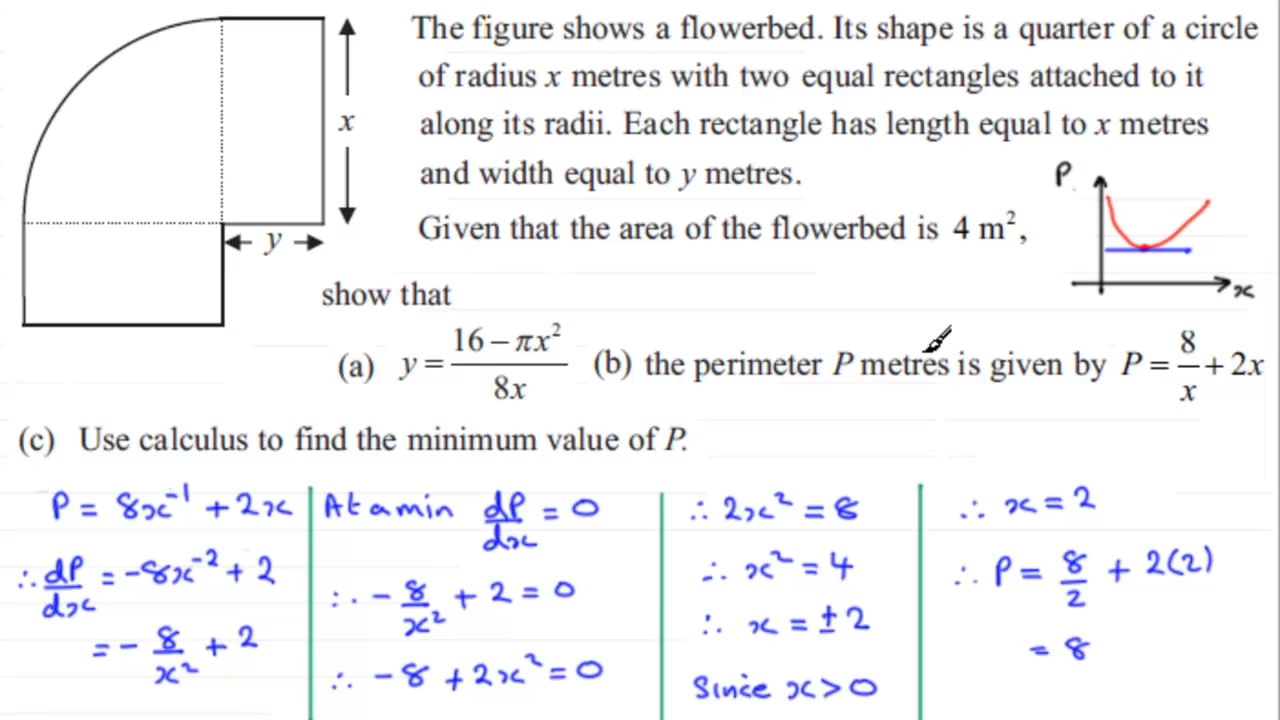 The figure shows a flowerbed. Its shape is a quarter of a circle
of radius x metres with two equal rectangles attached to it
along its radii. Each rectangle has length equal to x metres
and width equal to y metres.
Given that the area of the flowerbed is 4 m²,
show that
x
y
P
x
(a) y = (16 − πx²)/(8x) (b) the perimeter P metres is given by P = 8/x + 2x
(c) Use calculus to find the minimum value of P.
P = 8x⁻¹ + 2x
∴ dP/dx = -8x⁻² + 2
= - 8/x² + 2
At a min dP/dx = 0
∴ - 8/x² + 2 = 0
∴ -8 + 2x² = 0
∴ 2x² = 8
∴ x² = 4
∴ x = ± 2
Since x > 0
∴ x = 2
∴ P = 8/2 + 2(2)
= 8